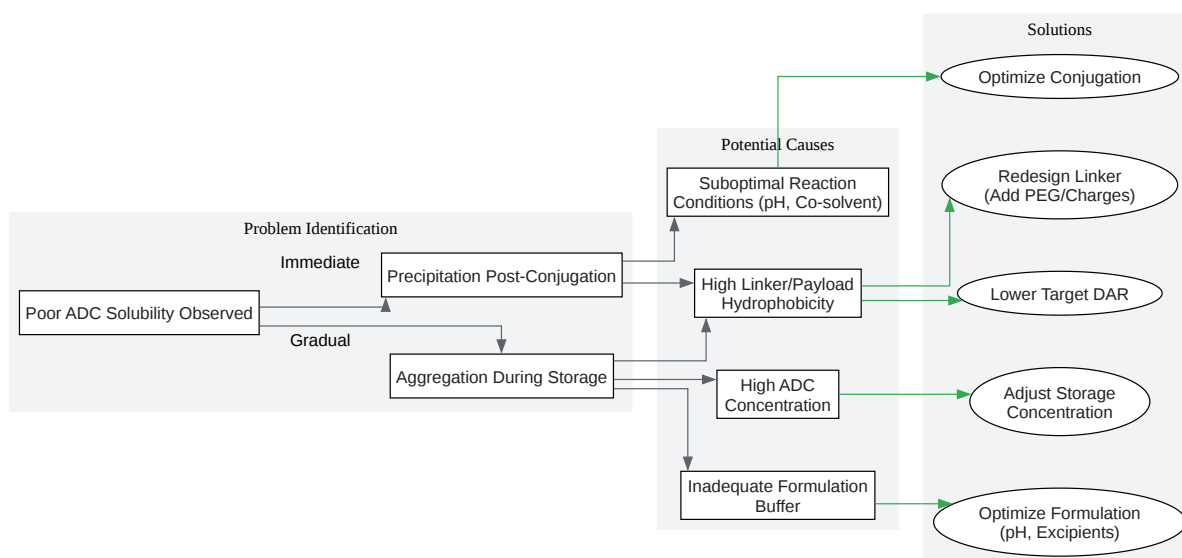 Problem Identification
Poor ADC Solubility Observed
Immediate
Gradual
Precipitation Post-Conjugation
Aggregation During Storage
Potential Causes
Suboptimal Reaction
Conditions (pH, Co-solvent)
High Linker/Payload
Hydrophobicity
High ADC
Concentration
Inadequate Formulation
Buffer
Solutions
Optimize Conjugation
Redesign Linker
(Add PEG/Charges)
Lower Target DAR
Adjust Storage
Concentration
Optimize Formulation
(pH, Excipients)